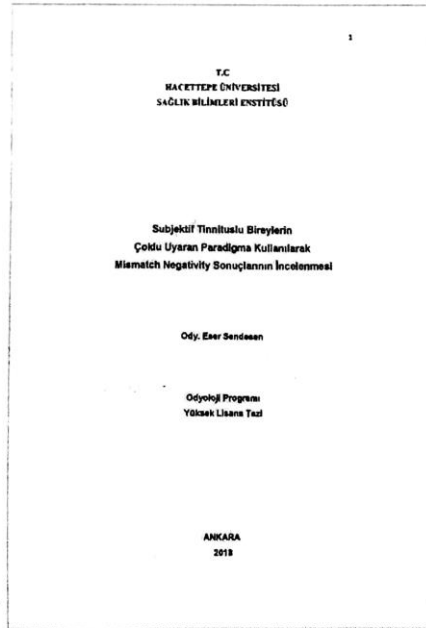 1
T.C
HACETTEPE ÜNİVERSİTESİ
SAĞLIK BİLİMLERİ ENSTİTÜSÜ
Subjektif Tinnituslu Bireylerin
Çoklu Uyaran Paradigma Kullanılarak
Mismatch Negativity Sonuçlarının İncelenmesi
Ody. Eser Sendesen
Odyoloji Programı
Yüksek Lisans Tezi
ANKARA
2018